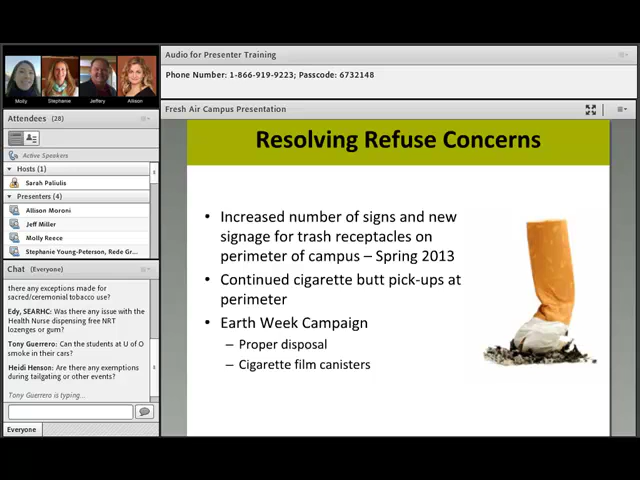 Molly Stephanie Jeffery Allison
Attendees (28)
Active Speakers
Hosts (1)
Sarah Paliulis
Presenters (4)
Allison Moroni
Jeff Miller
Molly Reece
Stephanie Young-Peterson, Rede Gr...
Chat (Everyone)
there any exceptions made for
sacred/ceremonial tobacco use?
Edy, SEARHC: Was there any issue with the
Health Nurse dispensing free NRT
lozenges or gum?
Tony Guerrero: Can the students at U of O
smoke in their cars?
Heidi Henson: Are there any exemptions
during tailgating or other events?
Tony Guerrero is typing...
Everyone
Audio for Presenter Training
Phone Number: 1-866-919-9223; Passcode: 6732148
Fresh Air Campus Presentation
Resolving Refuse Concerns
• Increased number of signs and new
signage for trash receptacles on
perimeter of campus – Spring 2013
• Continued cigarette butt pick-ups at
perimeter
• Earth Week Campaign
– Proper disposal
– Cigarette film canisters